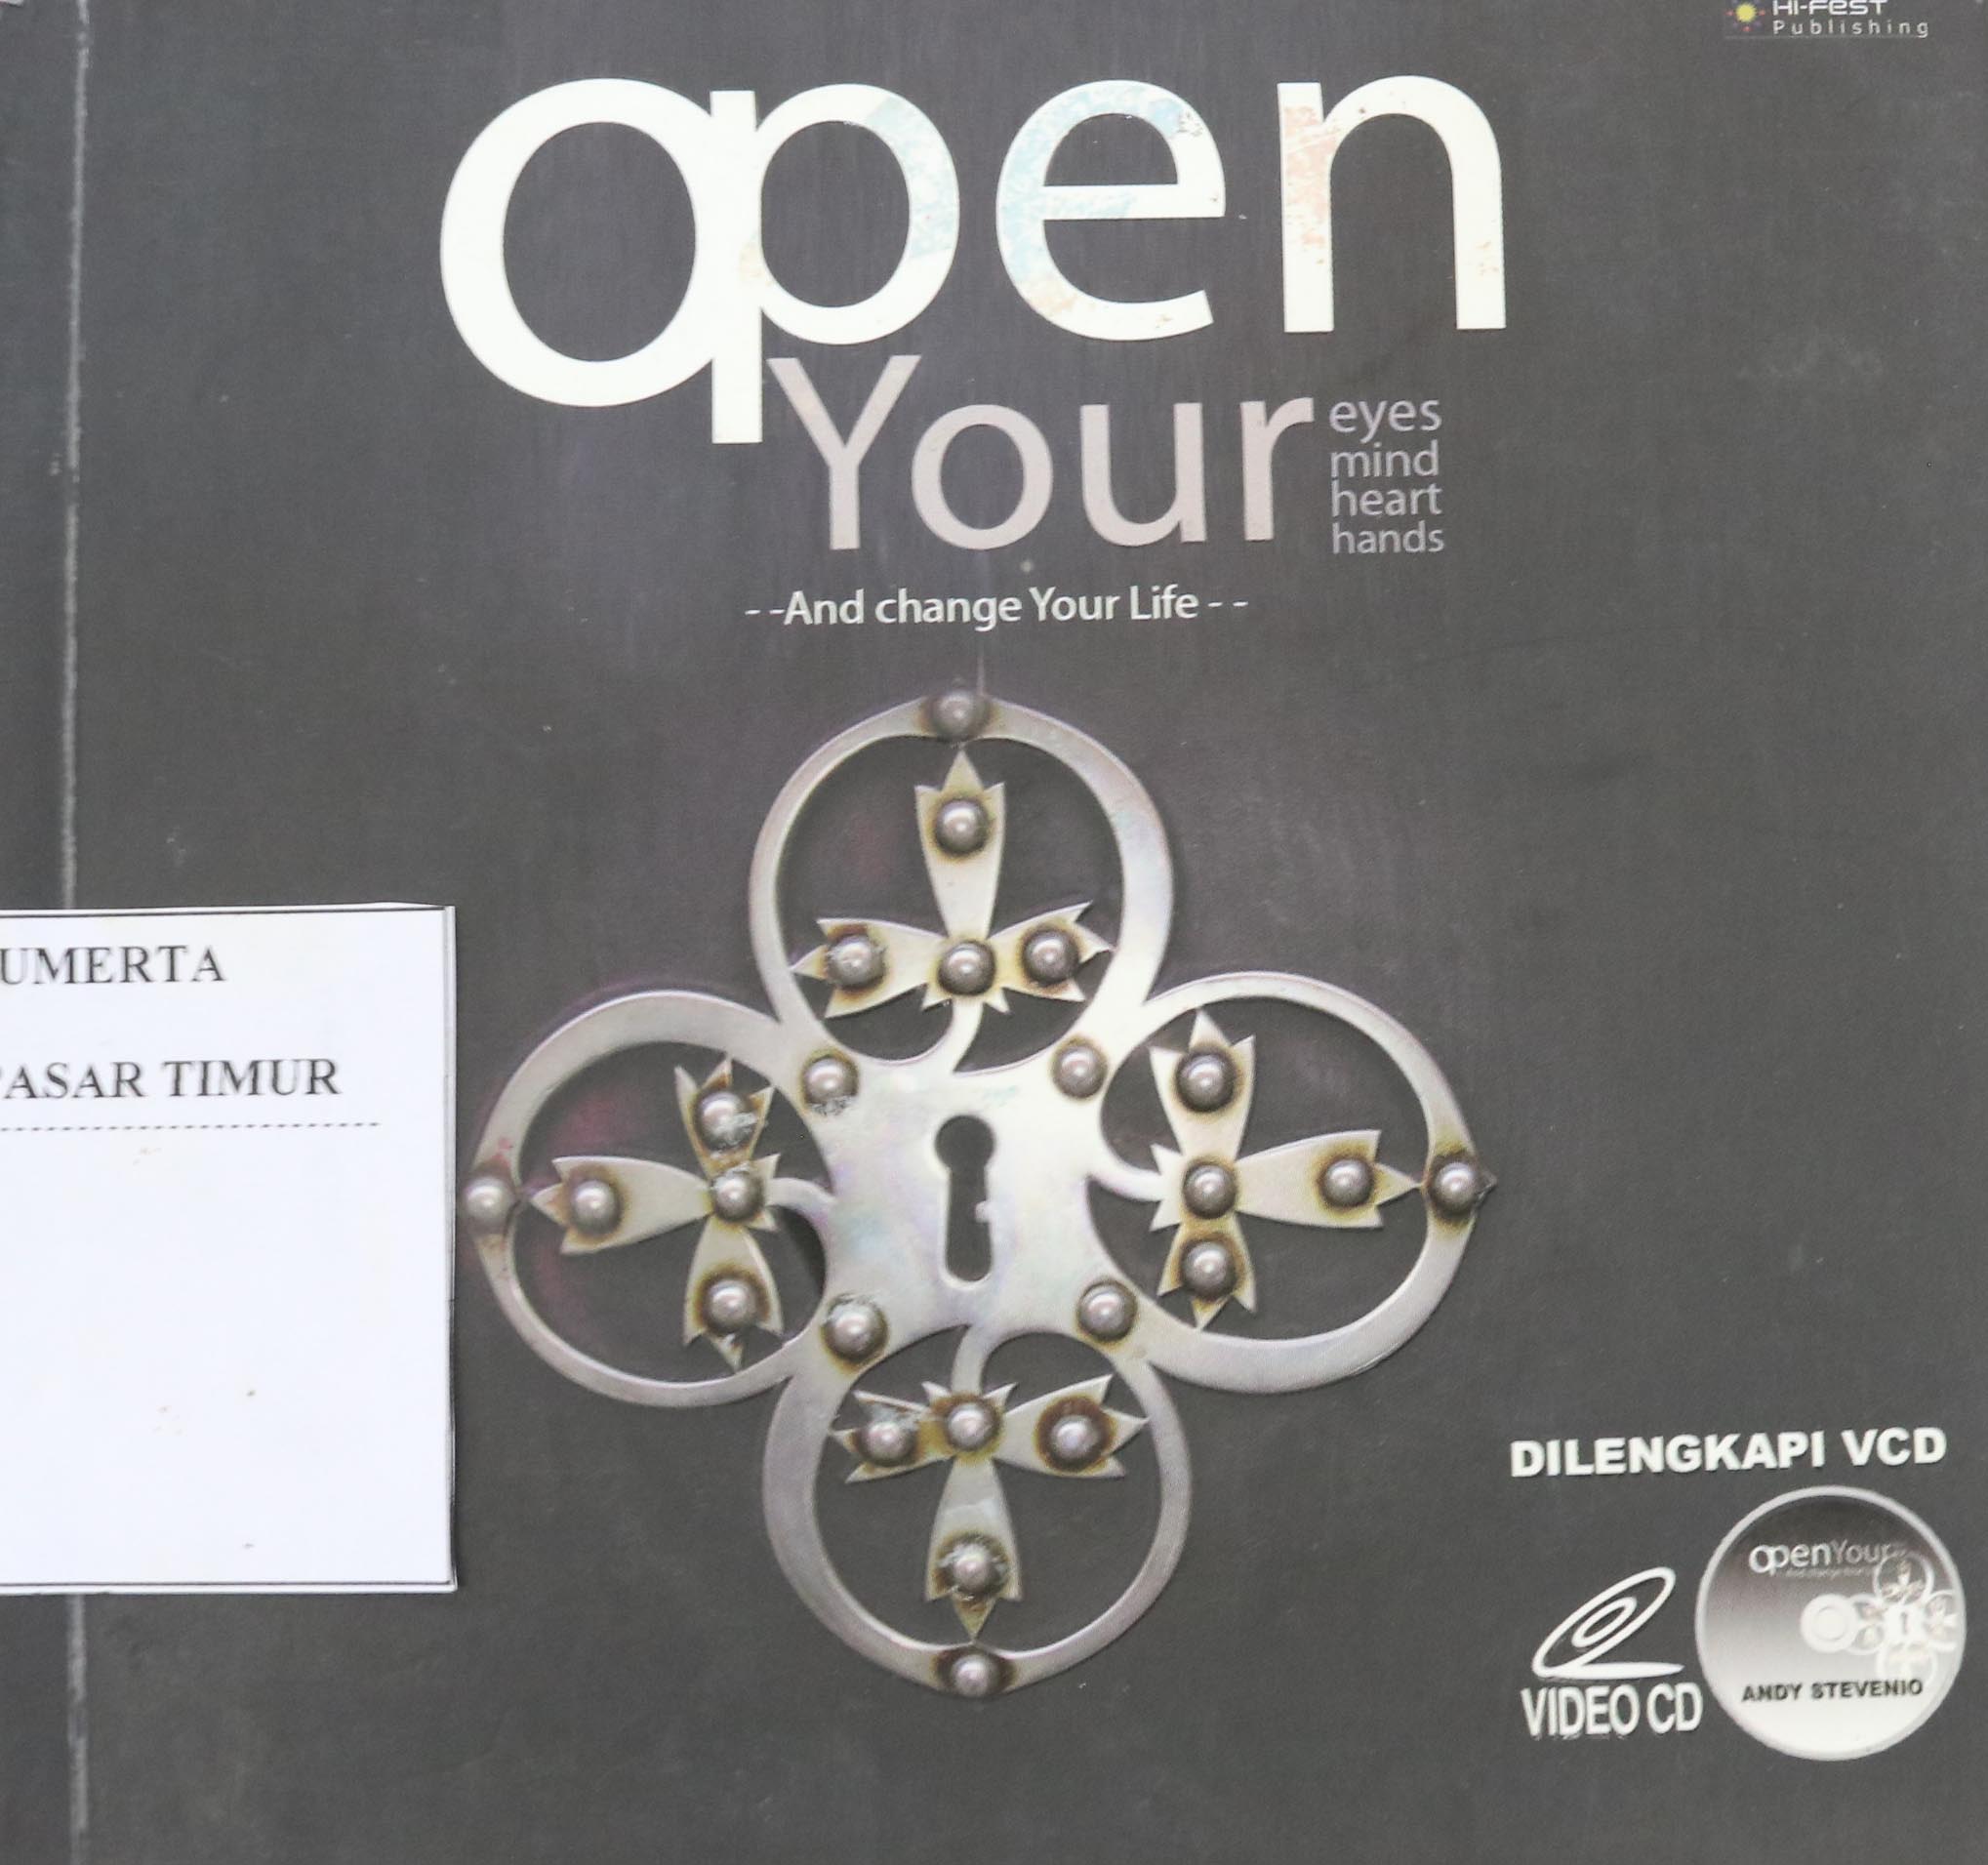 HI-FEST
Publishing
open
Your
eyes
mind
heart
hands
--And change Your Life--
UMERTA
PASAR TIMUR
DILENGKAPI VCD
openYour
VIDEO CD
ANDY STEVENIO